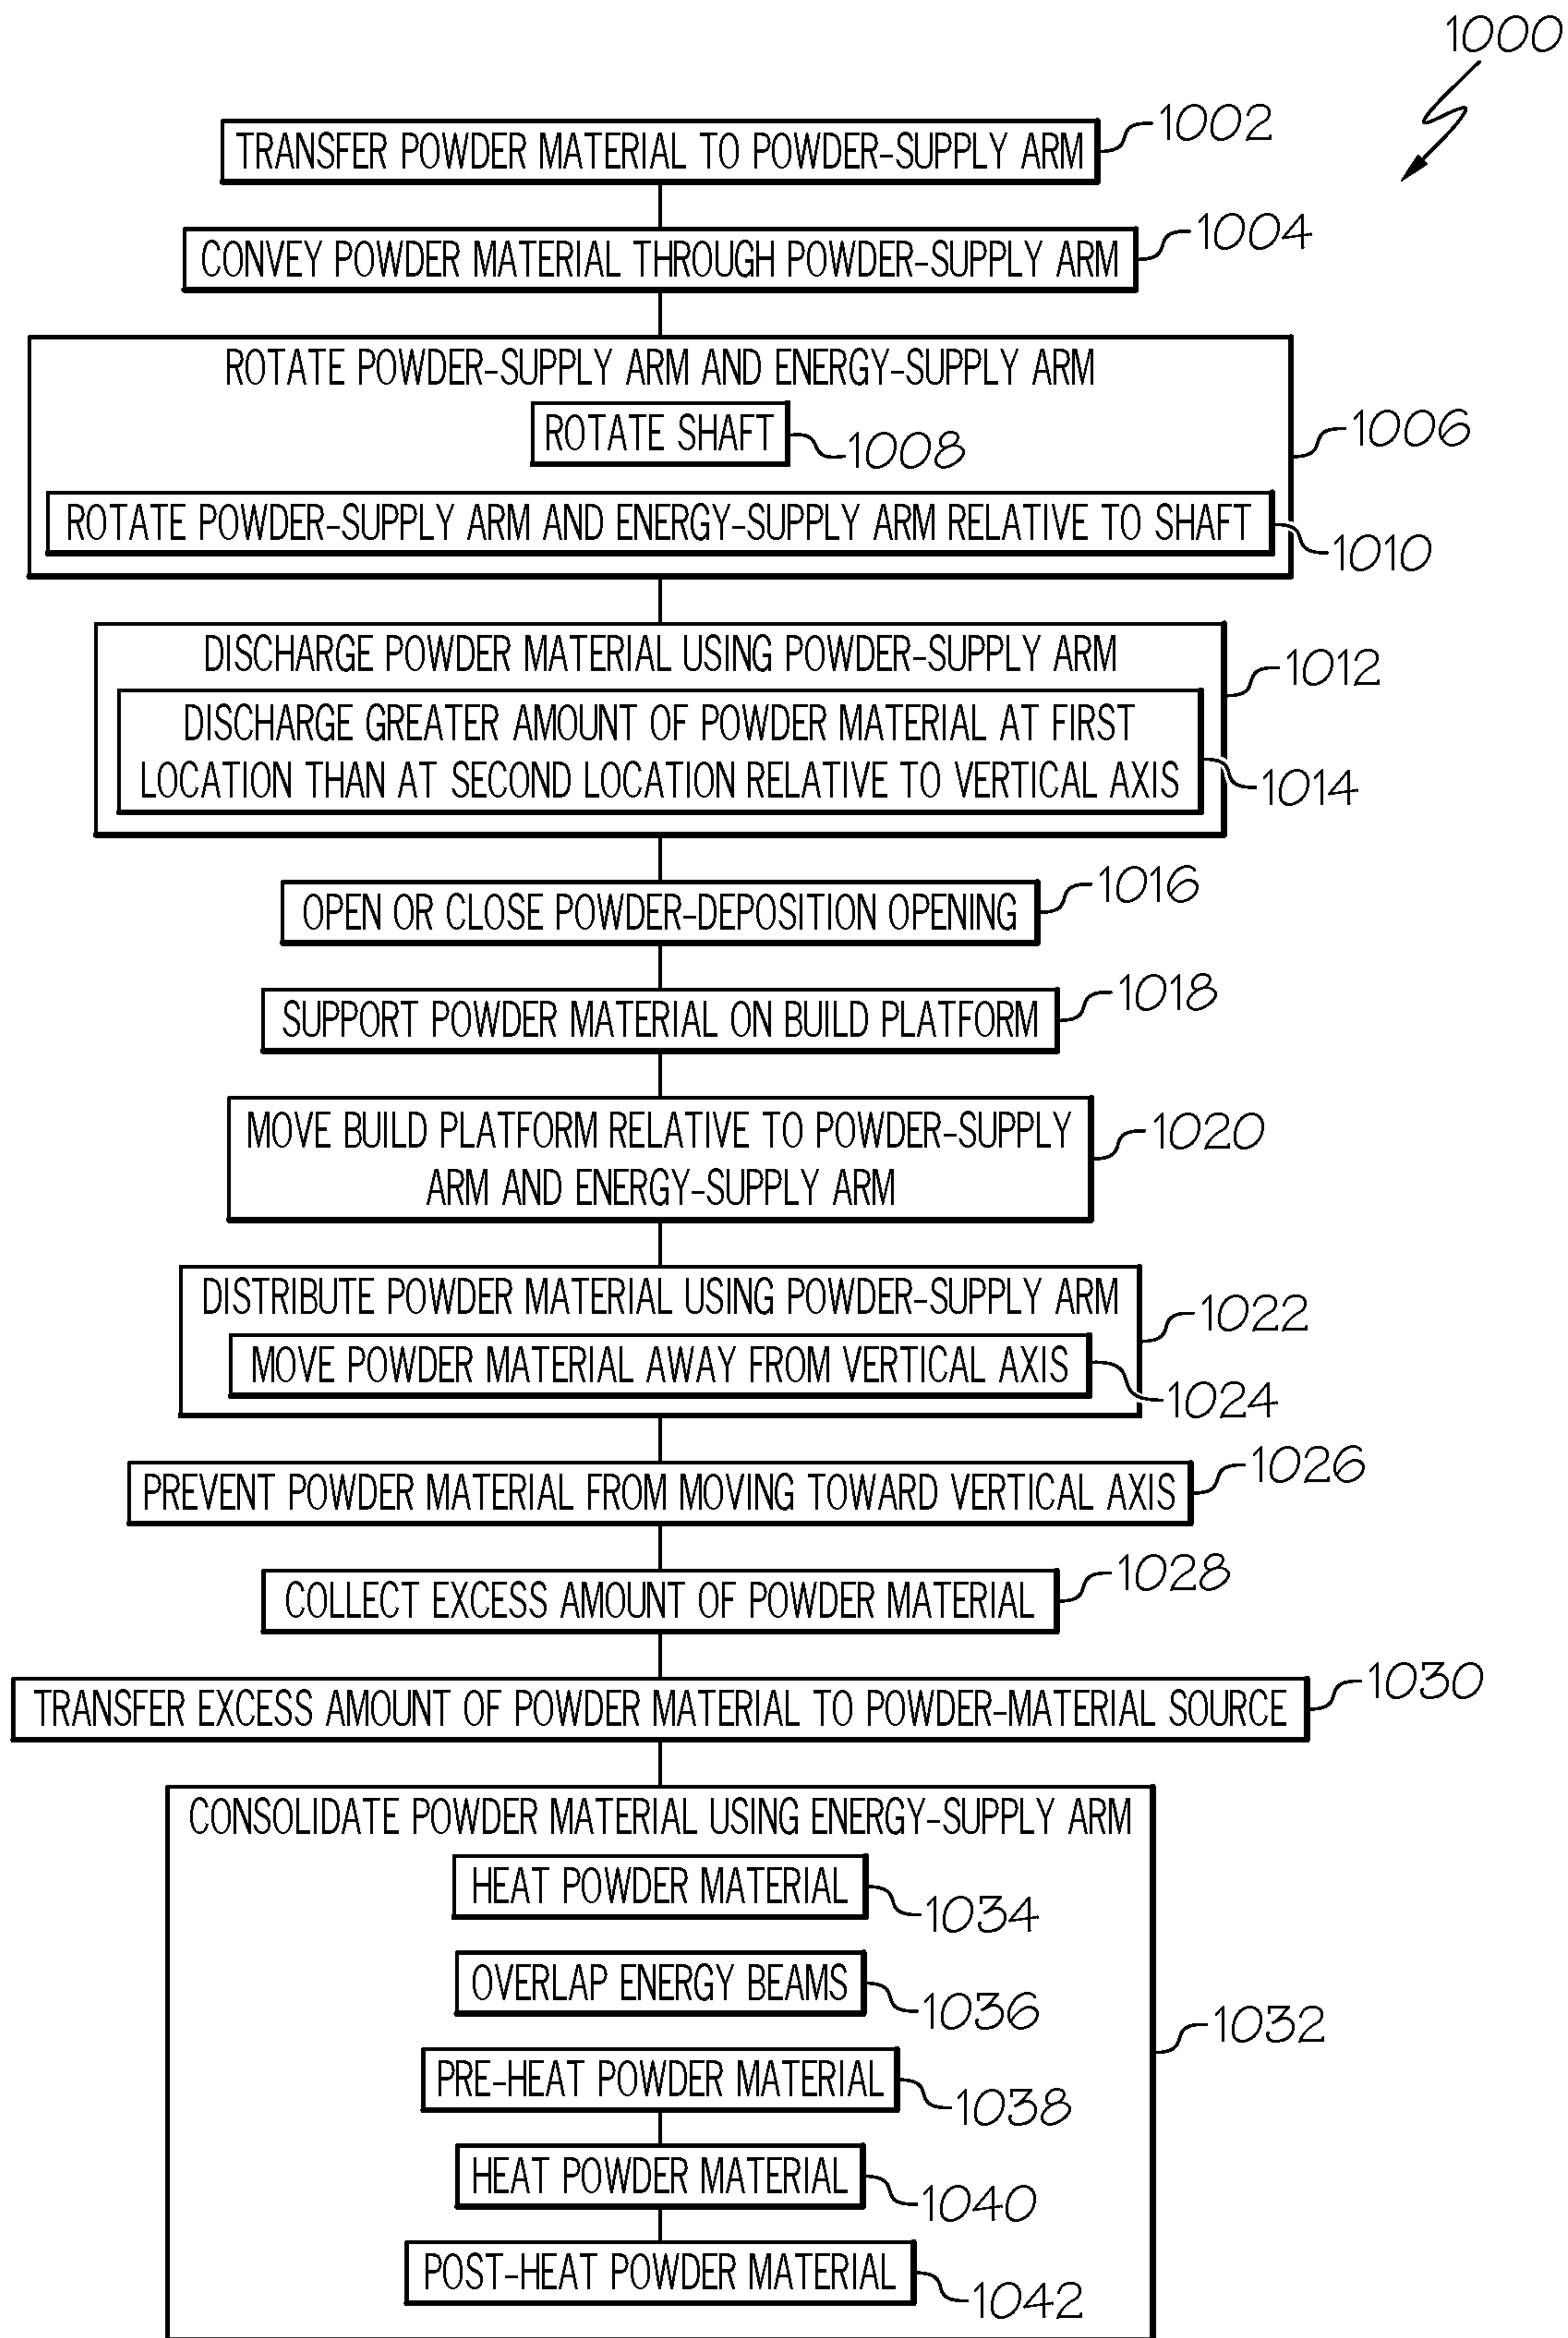 1000
TRANSFER POWDER MATERIAL TO POWDER-SUPPLY ARM
1002
CONVEY POWDER MATERIAL THROUGH POWDER-SUPPLY ARM
1004
ROTATE POWDER-SUPPLY ARM AND ENERGY-SUPPLY ARM
1006
ROTATE SHAFT
1008
ROTATE POWDER-SUPPLY ARM AND ENERGY-SUPPLY ARM RELATIVE TO SHAFT
1010
DISCHARGE POWDER MATERIAL USING POWDER-SUPPLY ARM
1012
DISCHARGE GREATER AMOUNT OF POWDER MATERIAL AT FIRST
LOCATION THAN AT SECOND LOCATION RELATIVE TO VERTICAL AXIS
1014
OPEN OR CLOSE POWDER-DEPOSITION OPENING
1016
SUPPORT POWDER MATERIAL ON BUILD PLATFORM
1018
MOVE BUILD PLATFORM RELATIVE TO POWDER-SUPPLY
ARM AND ENERGY-SUPPLY ARM
1020
DISTRIBUTE POWDER MATERIAL USING POWDER-SUPPLY ARM
1022
MOVE POWDER MATERIAL AWAY FROM VERTICAL AXIS
1024
PREVENT POWDER MATERIAL FROM MOVING TOWARD VERTICAL AXIS
1026
COLLECT EXCESS AMOUNT OF POWDER MATERIAL
1028
TRANSFER EXCESS AMOUNT OF POWDER MATERIAL TO POWDER-MATERIAL SOURCE
1030
CONSOLIDATE POWDER MATERIAL USING ENERGY-SUPPLY ARM
1032
HEAT POWDER MATERIAL
1034
OVERLAP ENERGY BEAMS
1036
PRE-HEAT POWDER MATERIAL
1038
HEAT POWDER MATERIAL
1040
POST-HEAT POWDER MATERIAL
1042